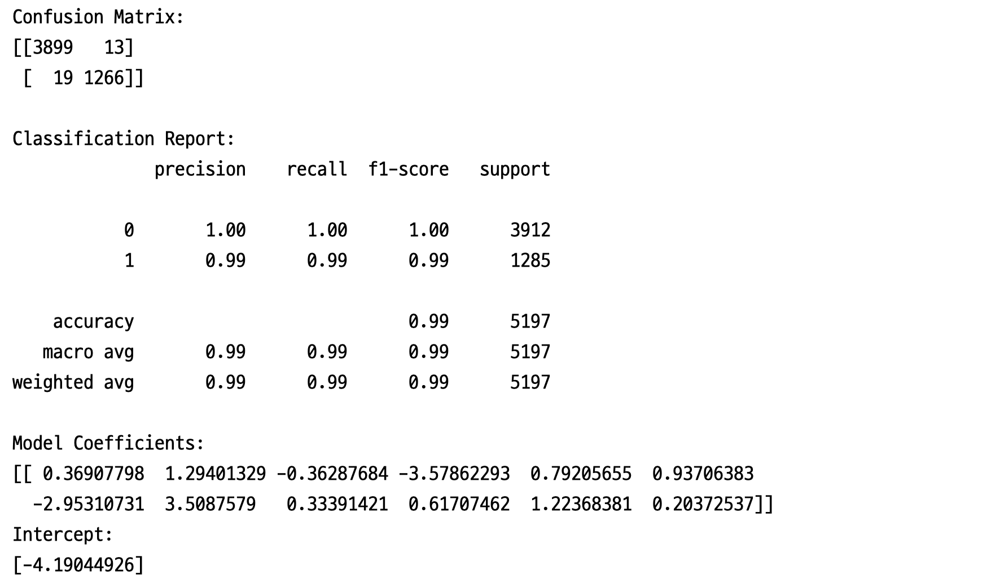 Confusion Matrix:
[[3899   13]
 [  19 1266]]
Classification Report:
              precision    recall  f1-score   support
           0       1.00      1.00      1.00      3912
           1       0.99      0.99      0.99      1285
    accuracy                           0.99      5197
   macro avg       0.99      0.99      0.99      5197
weighted avg       0.99      0.99      0.99      5197
Model Coefficients:
[[ 0.36907798  1.29401329 -0.36287684 -3.57862293  0.79205655  0.93706383
  -2.95310731  3.5087579   0.33391421  0.61707462  1.22368381  0.20372537]]
Intercept:
[-4.19044926]